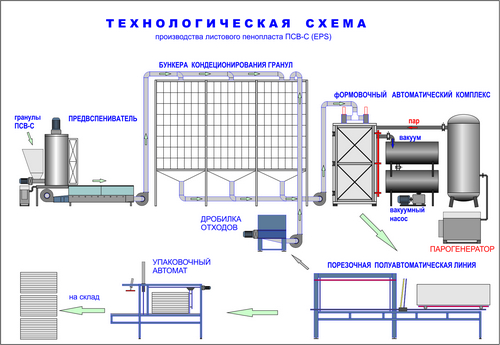 ТЕХНОЛОГИЧЕСКАЯ СХЕМА
производства листового пенопласта ПСВ-С (EPS)
БУНКЕРА КОНДЕЦИОНИРОВАНИЯ ГРАНУЛ
ФОРМОВОЧНЫЙ АВТОМАТИЧЕСКИЙ КОМПЛЕКС
гранулы
ПСВ-С
ПРЕДВСПЕНИВАТЕЛЬ
пар
вакуум
вакуумный
насос
ДРОБИЛКА
ОТХОДОВ
ПАРОГЕНЕРАТОР
УПАКОВОЧНЫЙ
АВТОМАТ
ПОРЕЗОЧНАЯ ПОЛУАВТОМАТИЧЕСКАЯ ЛИНИЯ
на склад